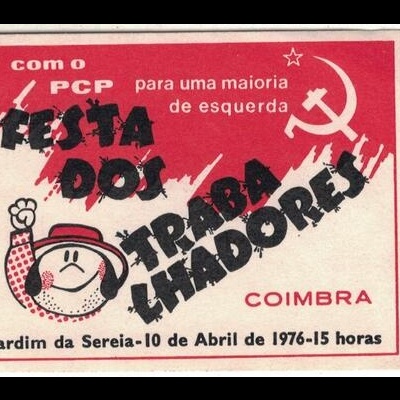 com o
PCP
para uma maioria
de esquerda
FESTA
DOS
TRABA
LHADORES
COIMBRA
ardim da Sereia-10 de Abril de 1976-15 horas